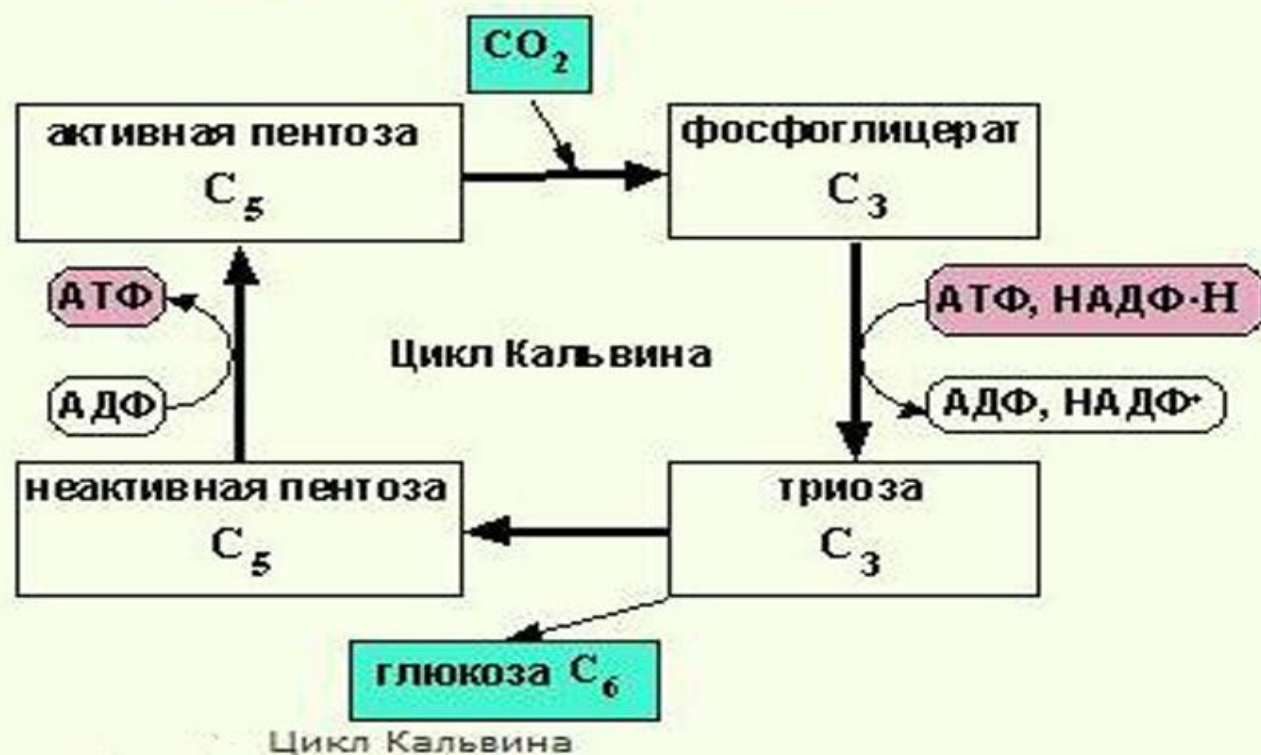 CO₂
активная пентоза
C₅
фосфоглицерат
C₃
АТФ
АДФ
Цикл Кальвина
АТФ, НАДФ·Н
АДФ, НАДФ⁺
неактивная пентоза
C₅
триоза
C₃
глюкоза C₆
Цикл Кальвина